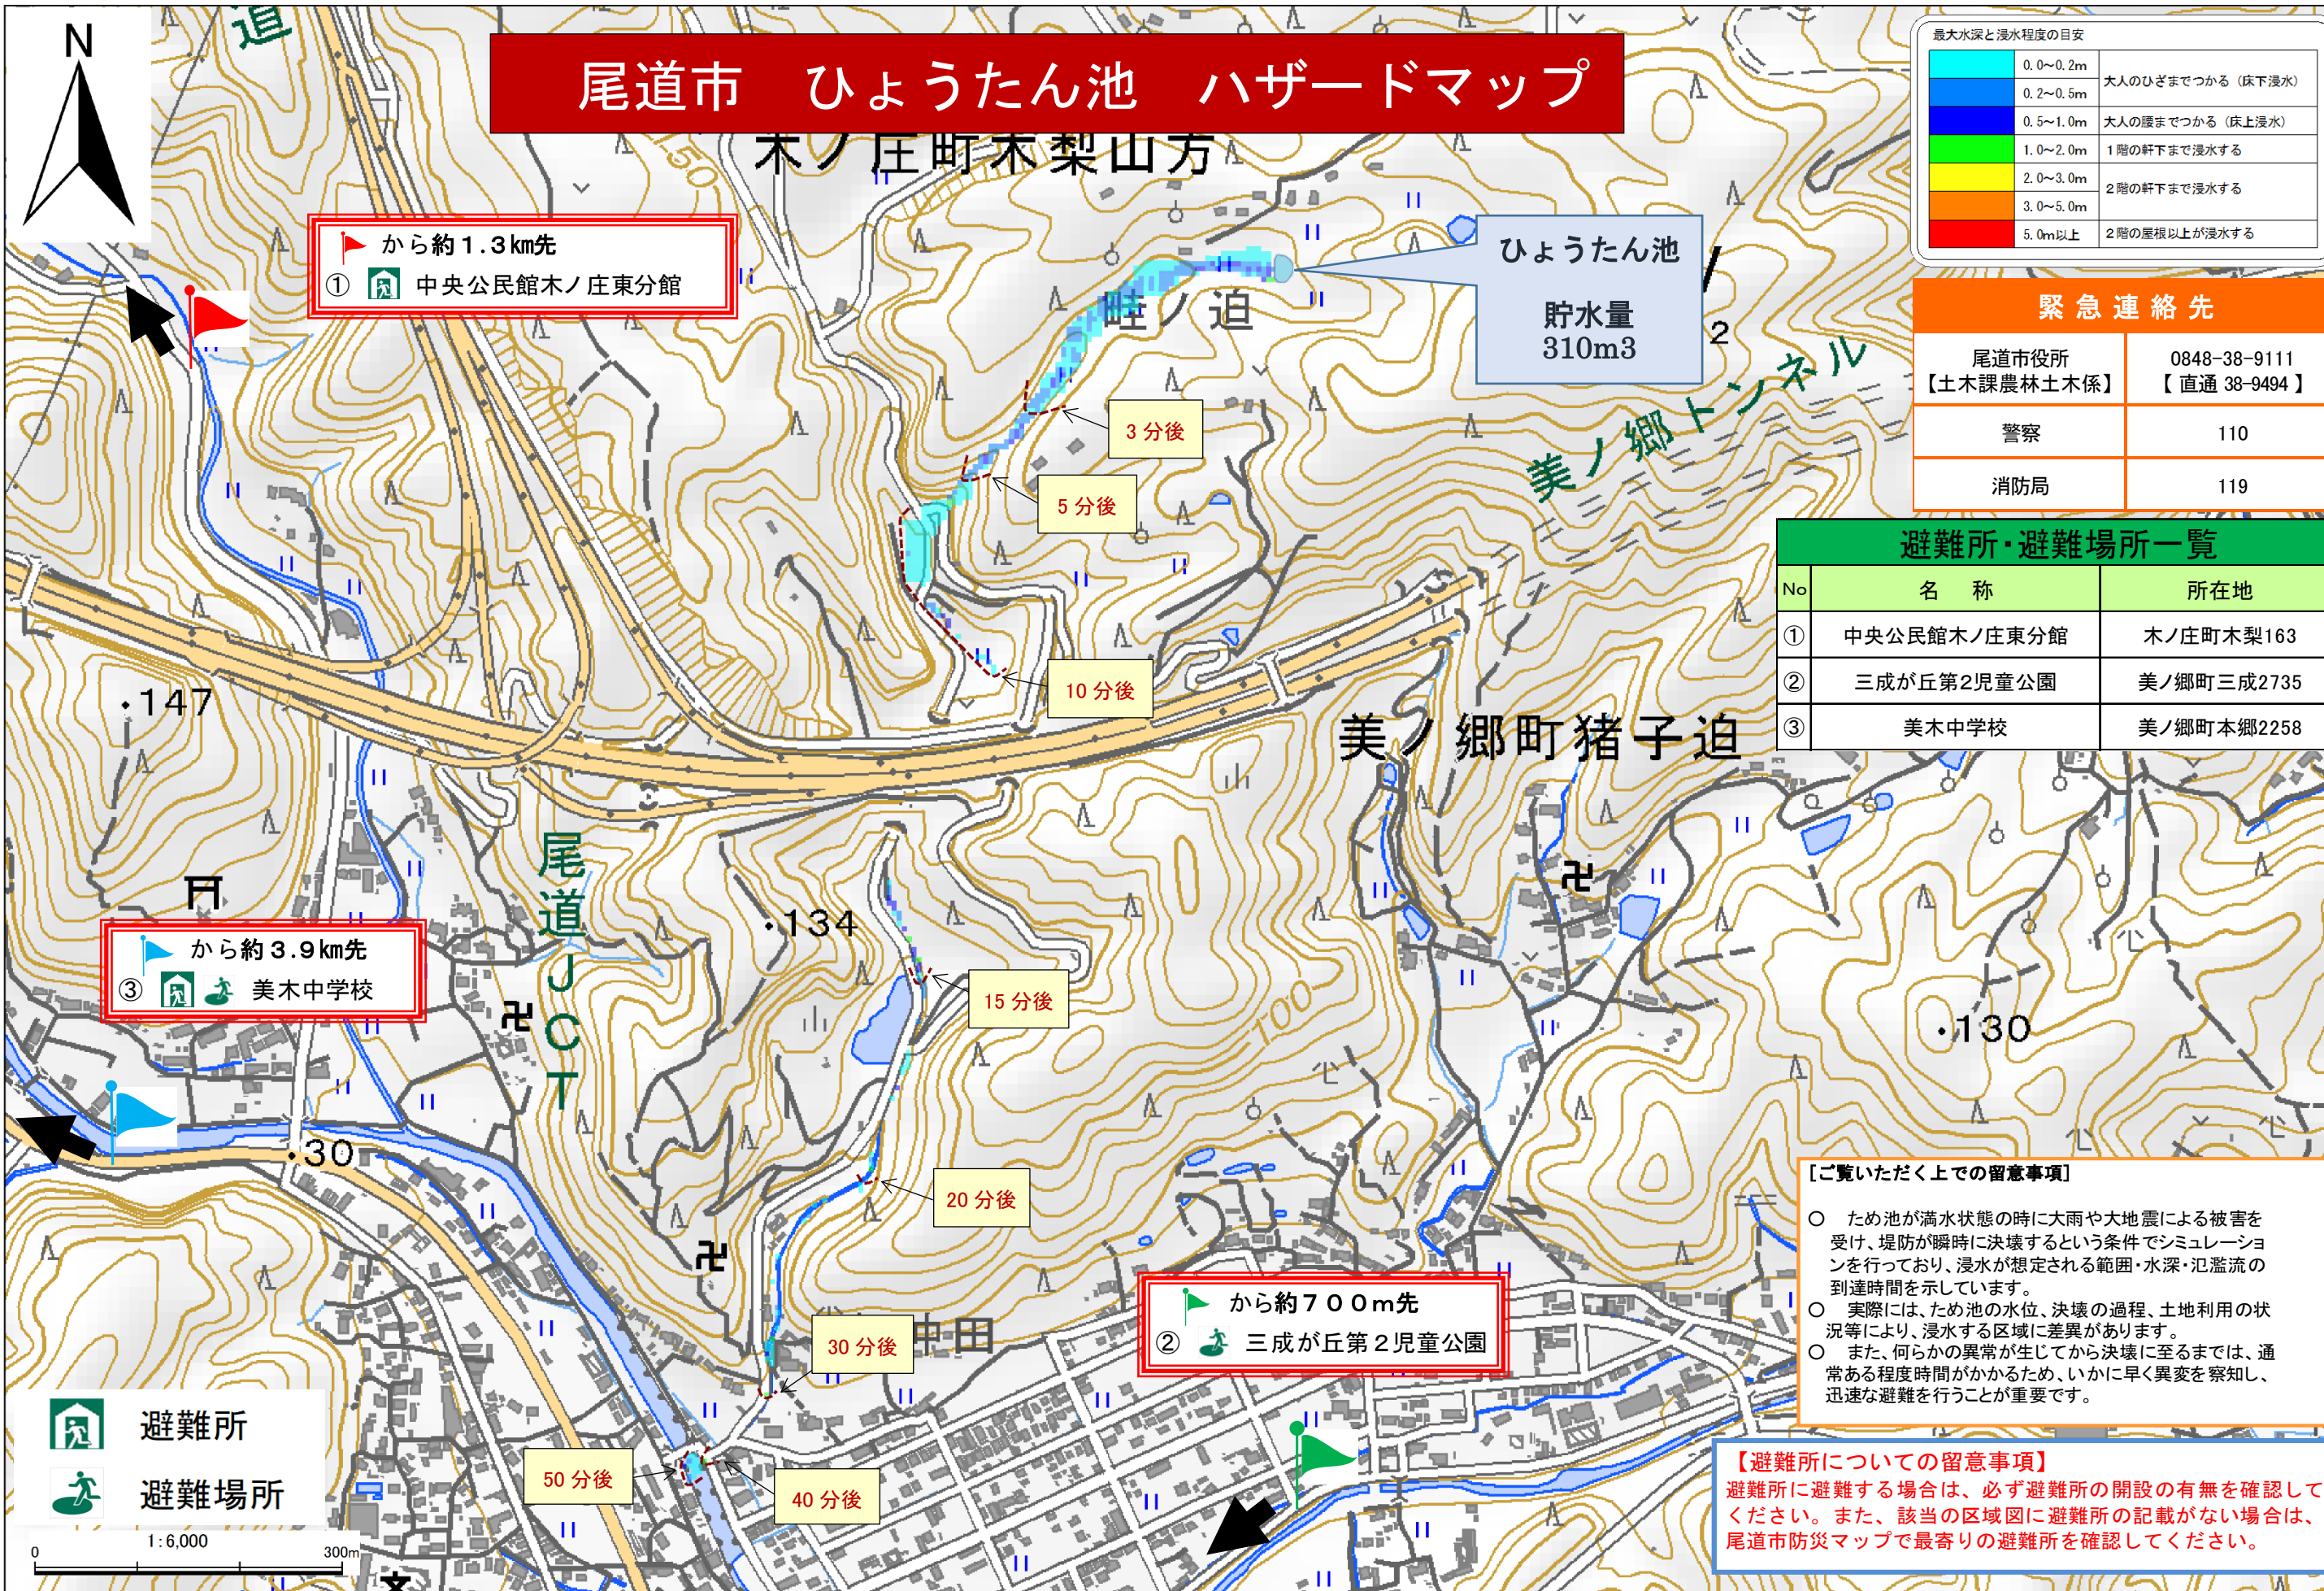 N
道
尾道市　ひょうたん池　ハザードマップ
木ノ庄町木梨山方
50
から約１.３km先
① 中央公民館木ノ庄東分館
畦ノ迫
ひょうたん池
貯水量
310m3
2
美ノ郷トンネル
3 分後
5 分後
10 分後
最大水深と浸水程度の目安
0.0～0.2m
大人のひざまでつかる（床下浸水）
0.2～0.5m
0.5～1.0m 大人の腰までつかる（床上浸水）
1.0～2.0m １階の軒下まで浸水する
2.0～3.0m
２階の軒下まで浸水する
3.0～5.0m
5.0m以上 ２階の屋根以上が浸水する
緊急連絡先
尾道市役所 0848-38-9111
【土木課農林土木係】 【 直通 38-9494 】
警察 110
消防局 119
避難所・避難場所一覧
No 名　称 所在地
① 中央公民館木ノ庄東分館 木ノ庄町木梨163
② 三成が丘第2児童公園 美ノ郷町三成2735
③ 美木中学校 美ノ郷町本郷2258
・147
美ノ郷町猪子迫
尾道JCT
・134
から約３.９km先
③ 美木中学校
15 分後
100
・130
・30
20 分後
30 分後
中田
から約７００m先
② 三成が丘第２児童公園
50 分後
40 分後
[ご覧いただく上での留意事項]
○　ため池が満水状態の時に大雨や大地震による被害を
受け、堤防が瞬時に決壊するという条件でシミュレーショ
ンを行っており、浸水が想定される範囲・水深・氾濫流の
到達時間を示しています。
○　実際には、ため池の水位、決壊の過程、土地利用の状
況等により、浸水する区域に差異があります。
○　また、何らかの異常が生じてから決壊に至るまでは、通
常ある程度時間がかかるため、いかに早く異変を察知し、
迅速な避難を行うことが重要です。
【避難所についての留意事項】
避難所に避難する場合は、必ず避難所の開設の有無を確認して
ください。また、該当の区域図に避難所の記載がない場合は、
尾道市防災マップで最寄りの避難所を確認してください。
避難所
避難場所
1:6,000
0 300m